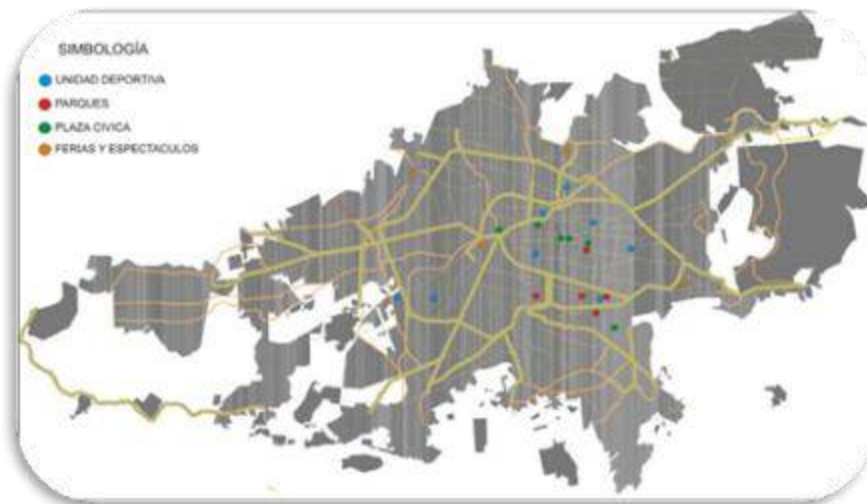 SIMBOLOGÍA
UNIDAD DEPORTIVA
PARQUES
PLAZA CIVICA
FERIAS Y ESPECTACULOS